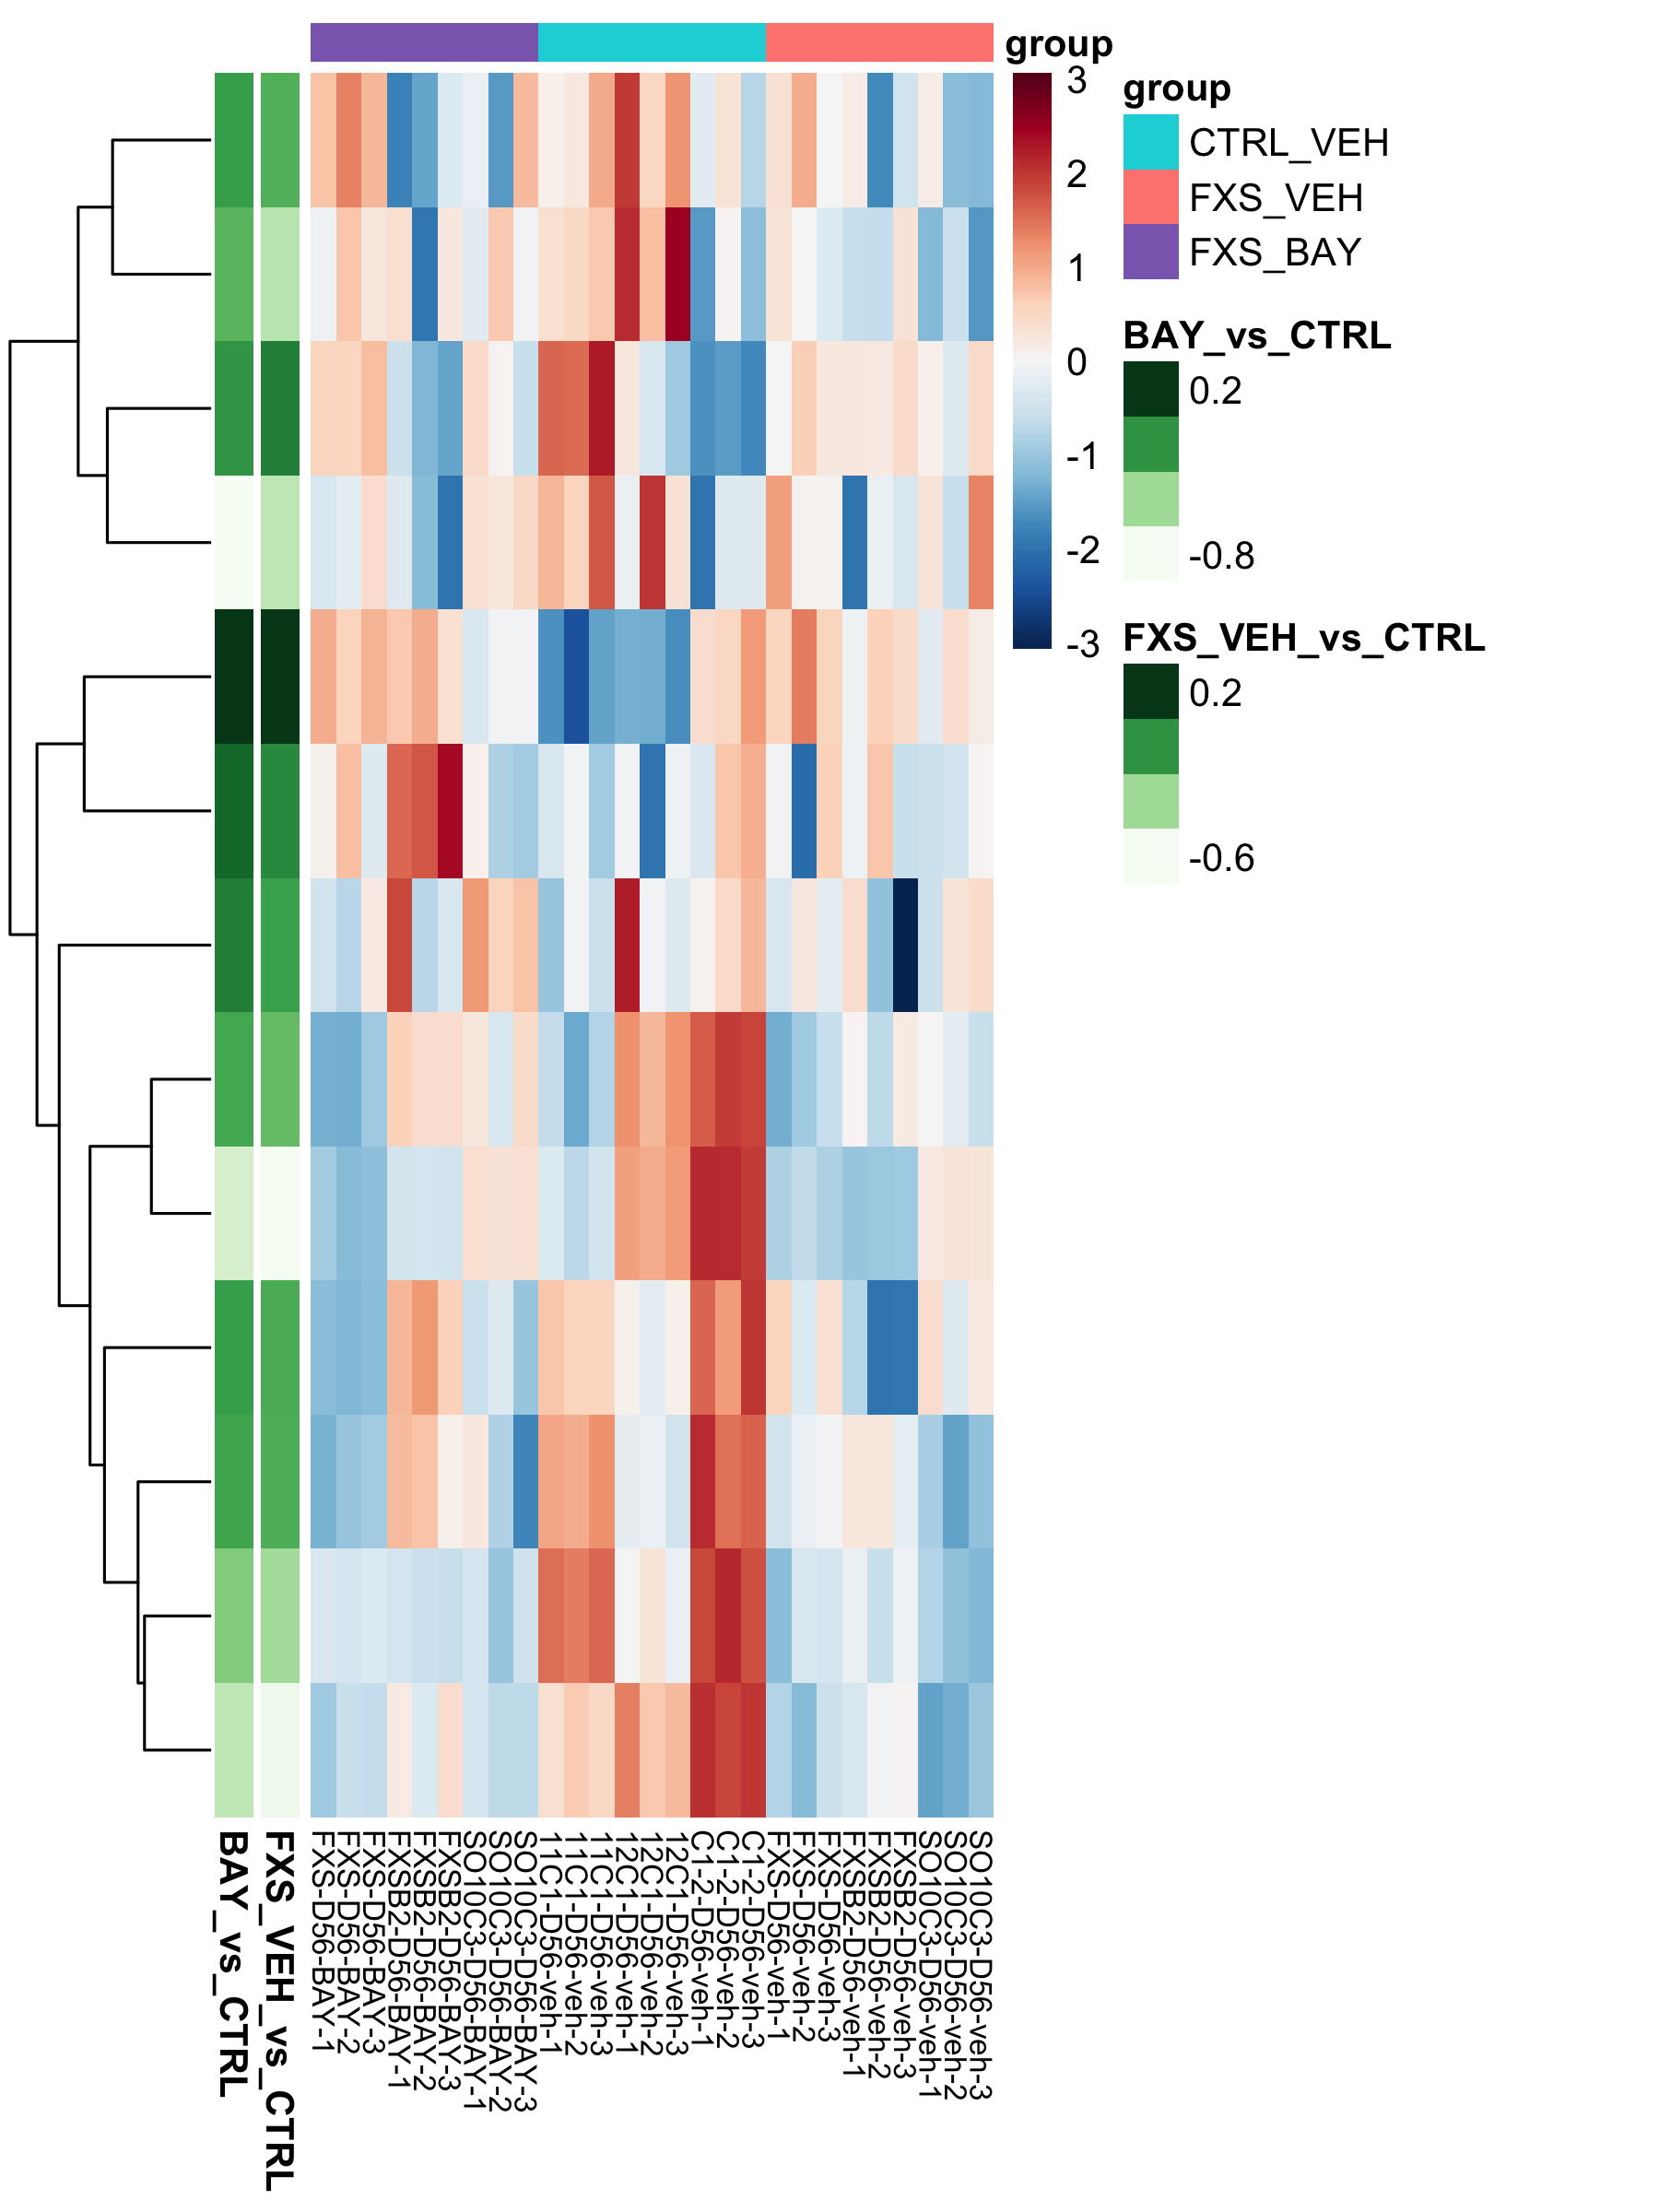 group
3
2
1
0
-1
-2
-3
group
CTRL_VEH
FXS_VEH
FXS_BAY
BAY_vs_CTRL
0.2
-0.8
FXS_VEH_vs_CTRL
0.2
-0.6
BAY_vs_CTRL
FXS_VEH_vs_CTRL
FXS-D56-BAY-1
FXS-D56-BAY-2
FXS-D56-BAY-3
FXSB2-D56-BAY-1
FXSB2-D56-BAY-2
FXSB2-D56-BAY-3
SO10C3-D56-BAY-1
SO10C3-D56-BAY-2
SO10C3-D56-BAY-3
11C1-D56-veh-1
11C1-D56-veh-2
11C1-D56-veh-3
12C1-D56-veh-1
12C1-D56-veh-2
12C1-D56-veh-3
C1-2-D56-veh-1
C1-2-D56-veh-2
C1-2-D56-veh-3
FXS-D56-veh-1
FXS-D56-veh-2
FXS-D56-veh-3
FXSB2-D56-veh-1
FXSB2-D56-veh-2
FXSB2-D56-veh-3
SO10C3-D56-veh-1
SO10C3-D56-veh-2
SO10C3-D56-veh-3